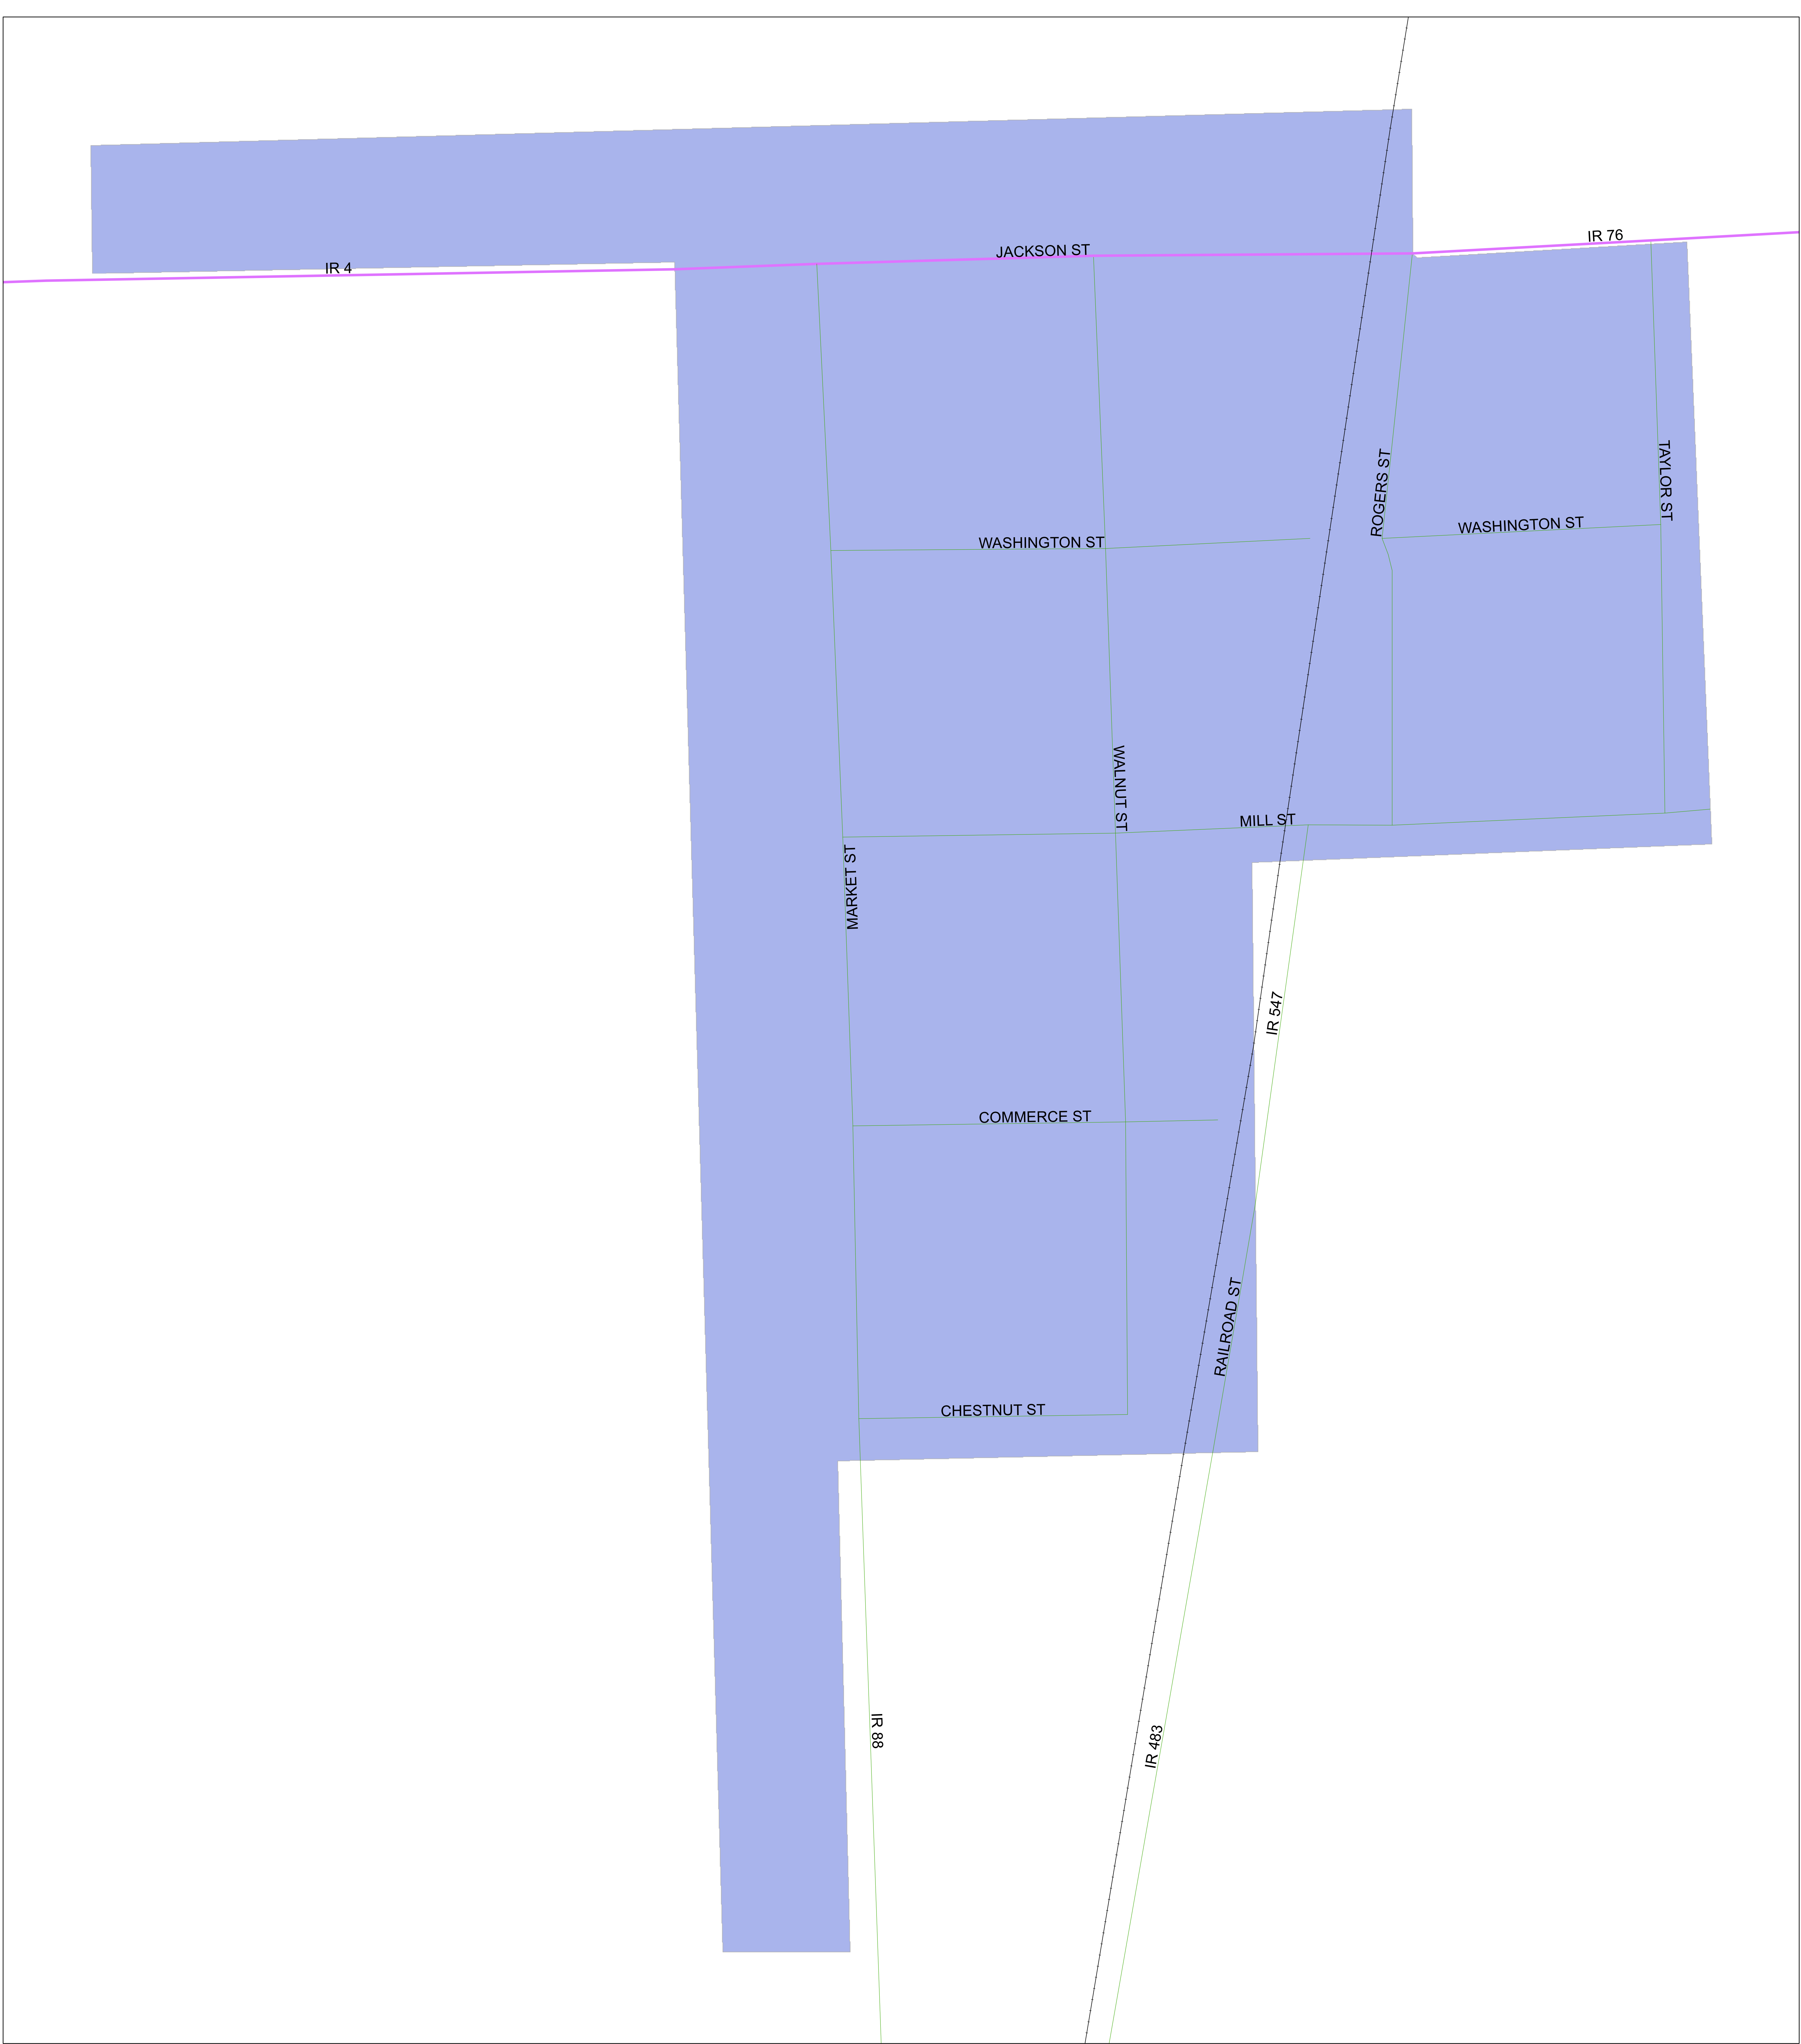 IR 76
JACKSON ST
IR 4
ROGERS ST
TAYLOR ST
WASHINGTON ST
WASHINGTON ST
WALNUT ST
MILL ST
MARKET ST
IR 547
COMMERCE ST
RAILROAD ST
CHESTNUT ST
IR 88
IR 483